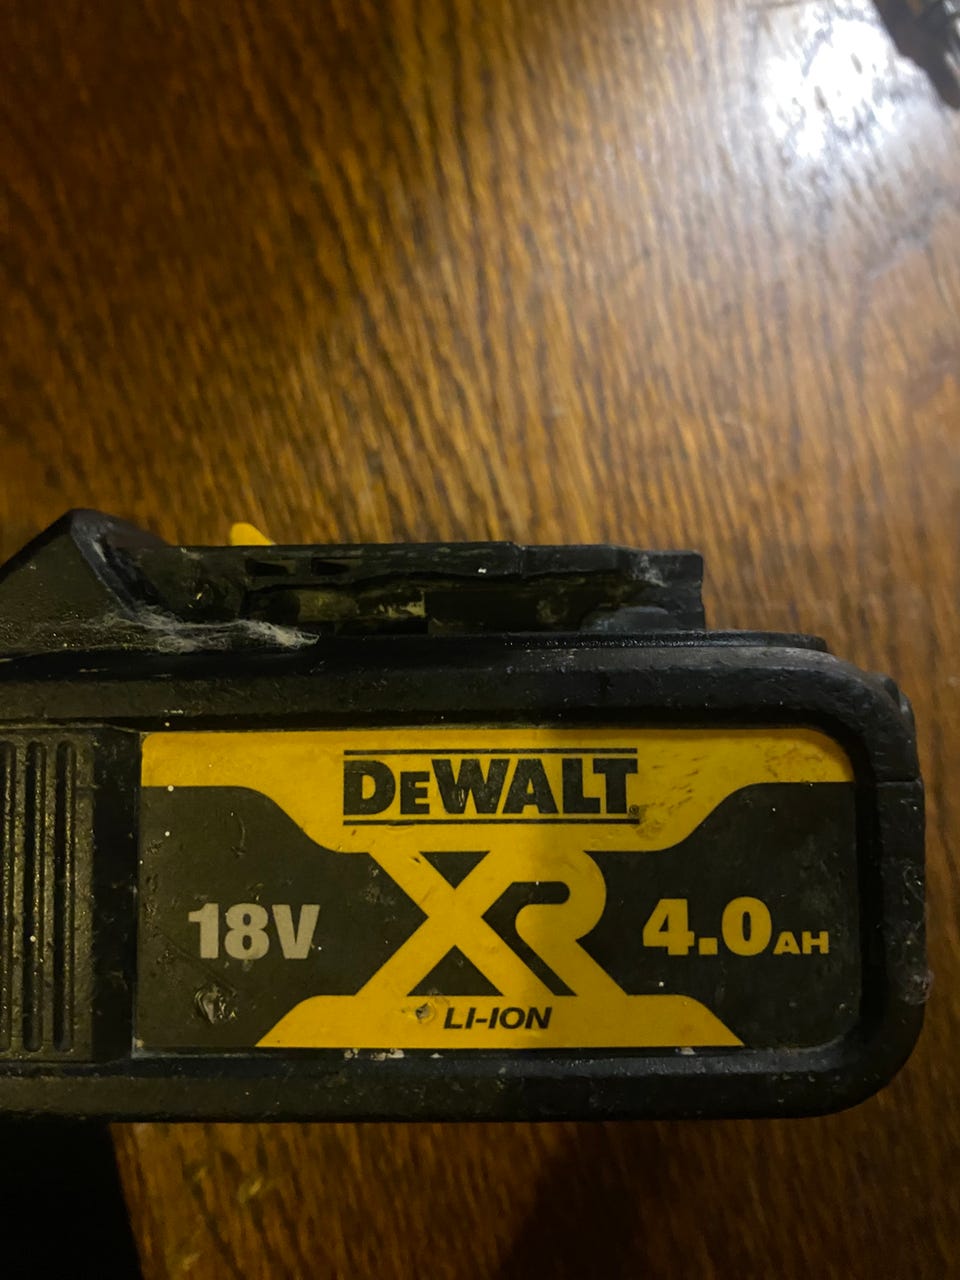 DEWALT
XR
18V
4.0AH
LI-ION